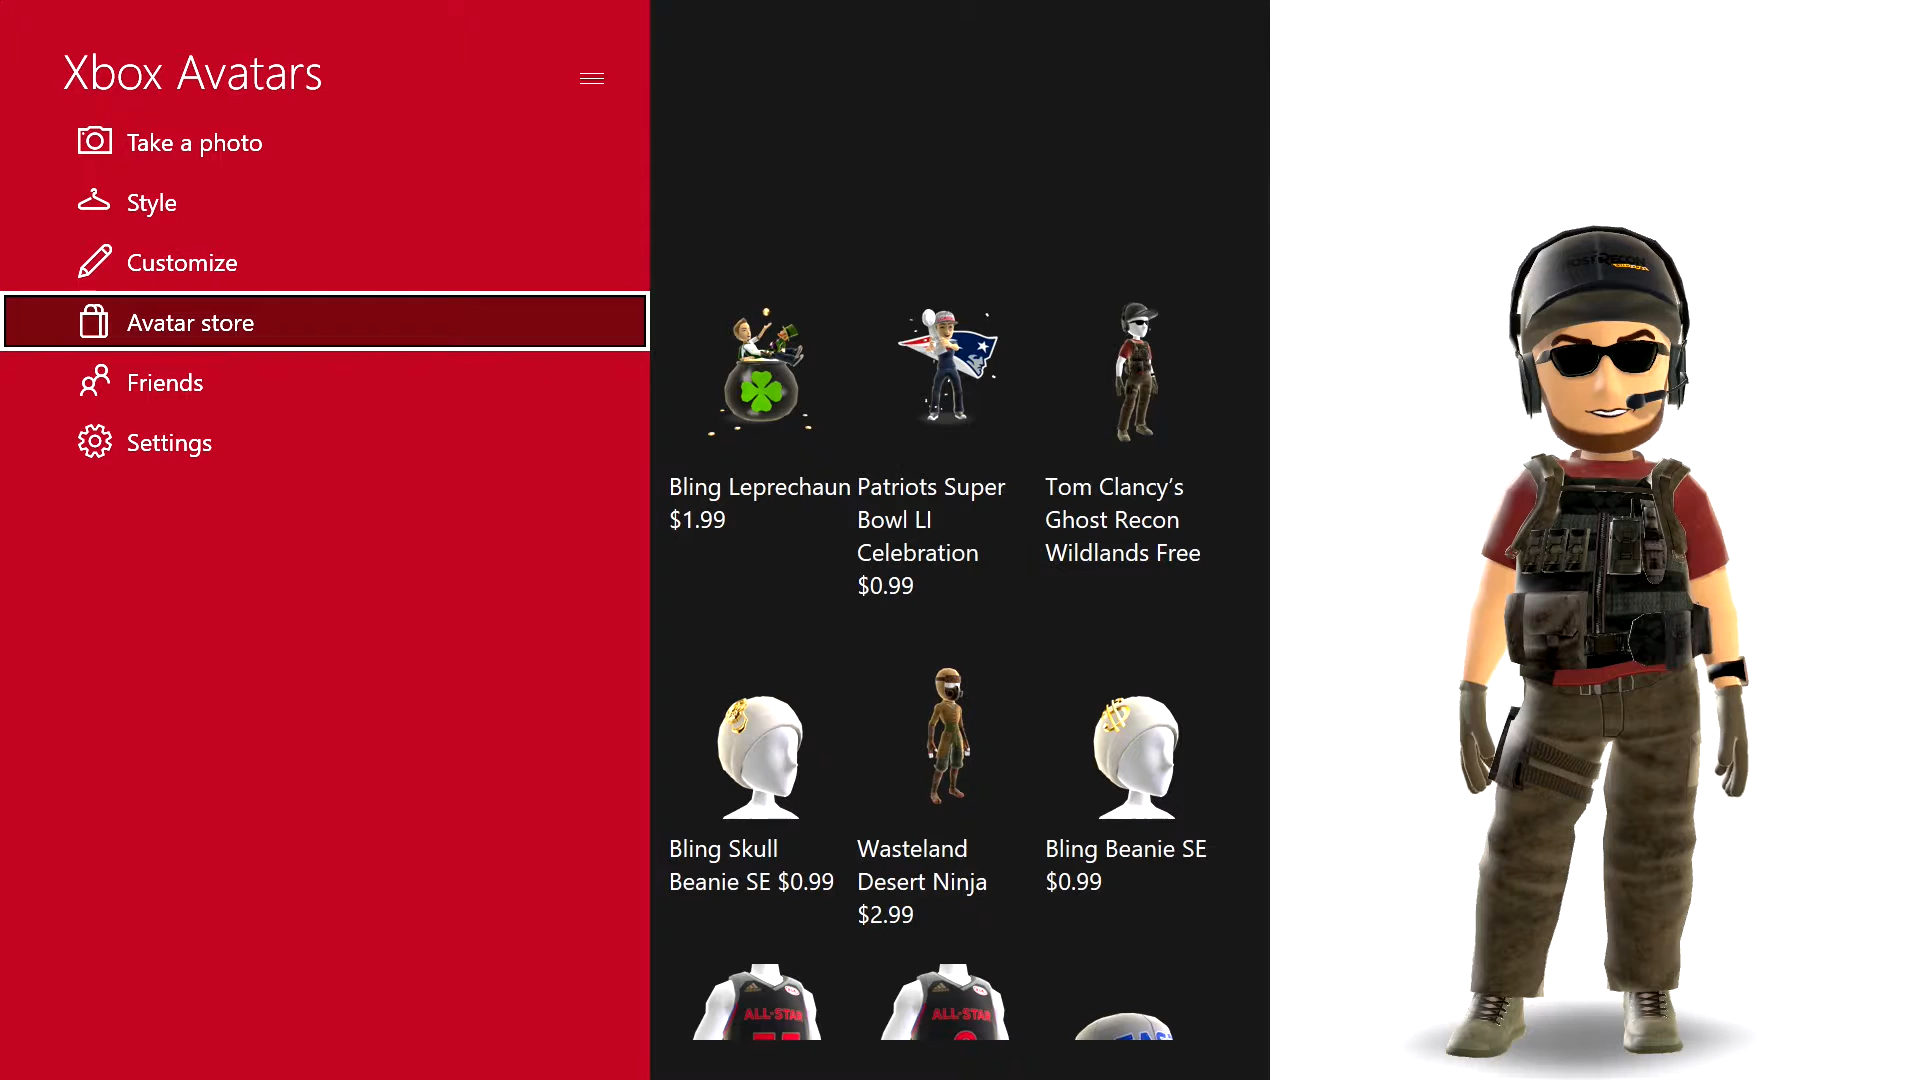 Xbox Avatars
Take a photo
Style
Customize
Avatar store
Friends
Settings
Bling Leprechaun
$1.99
Patriots Super
Bowl LI
Celebration
$0.99
Tom Clancy’s
Ghost Recon
Wildlands Free
Bling Skull
Beanie SE $0.99
Wasteland
Desert Ninja
$2.99
Bling Beanie SE
$0.99
ALL-STAR
ALL-STAR